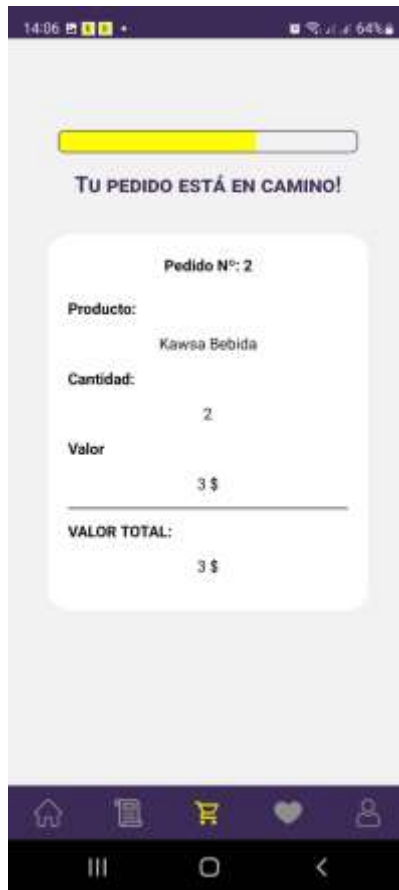 14:06 64%
TU PEDIDO ESTÁ EN CAMINO!
Pedido Nº: 2
Producto:
Kawsa Bebida
Cantidad:
2
Valor
3 $
VALOR TOTAL:
3 $